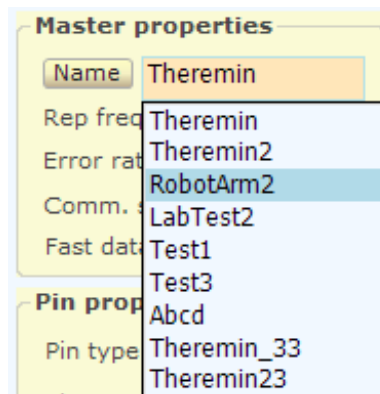 Master properties
Name Theremin
Rep freq Theremin
Error rat Theremin2
RobotArm2
Comm. LabTest2
Fast dat Test1
Test3
Pin prop Abcd
Pin type Theremin_33
Theremin23